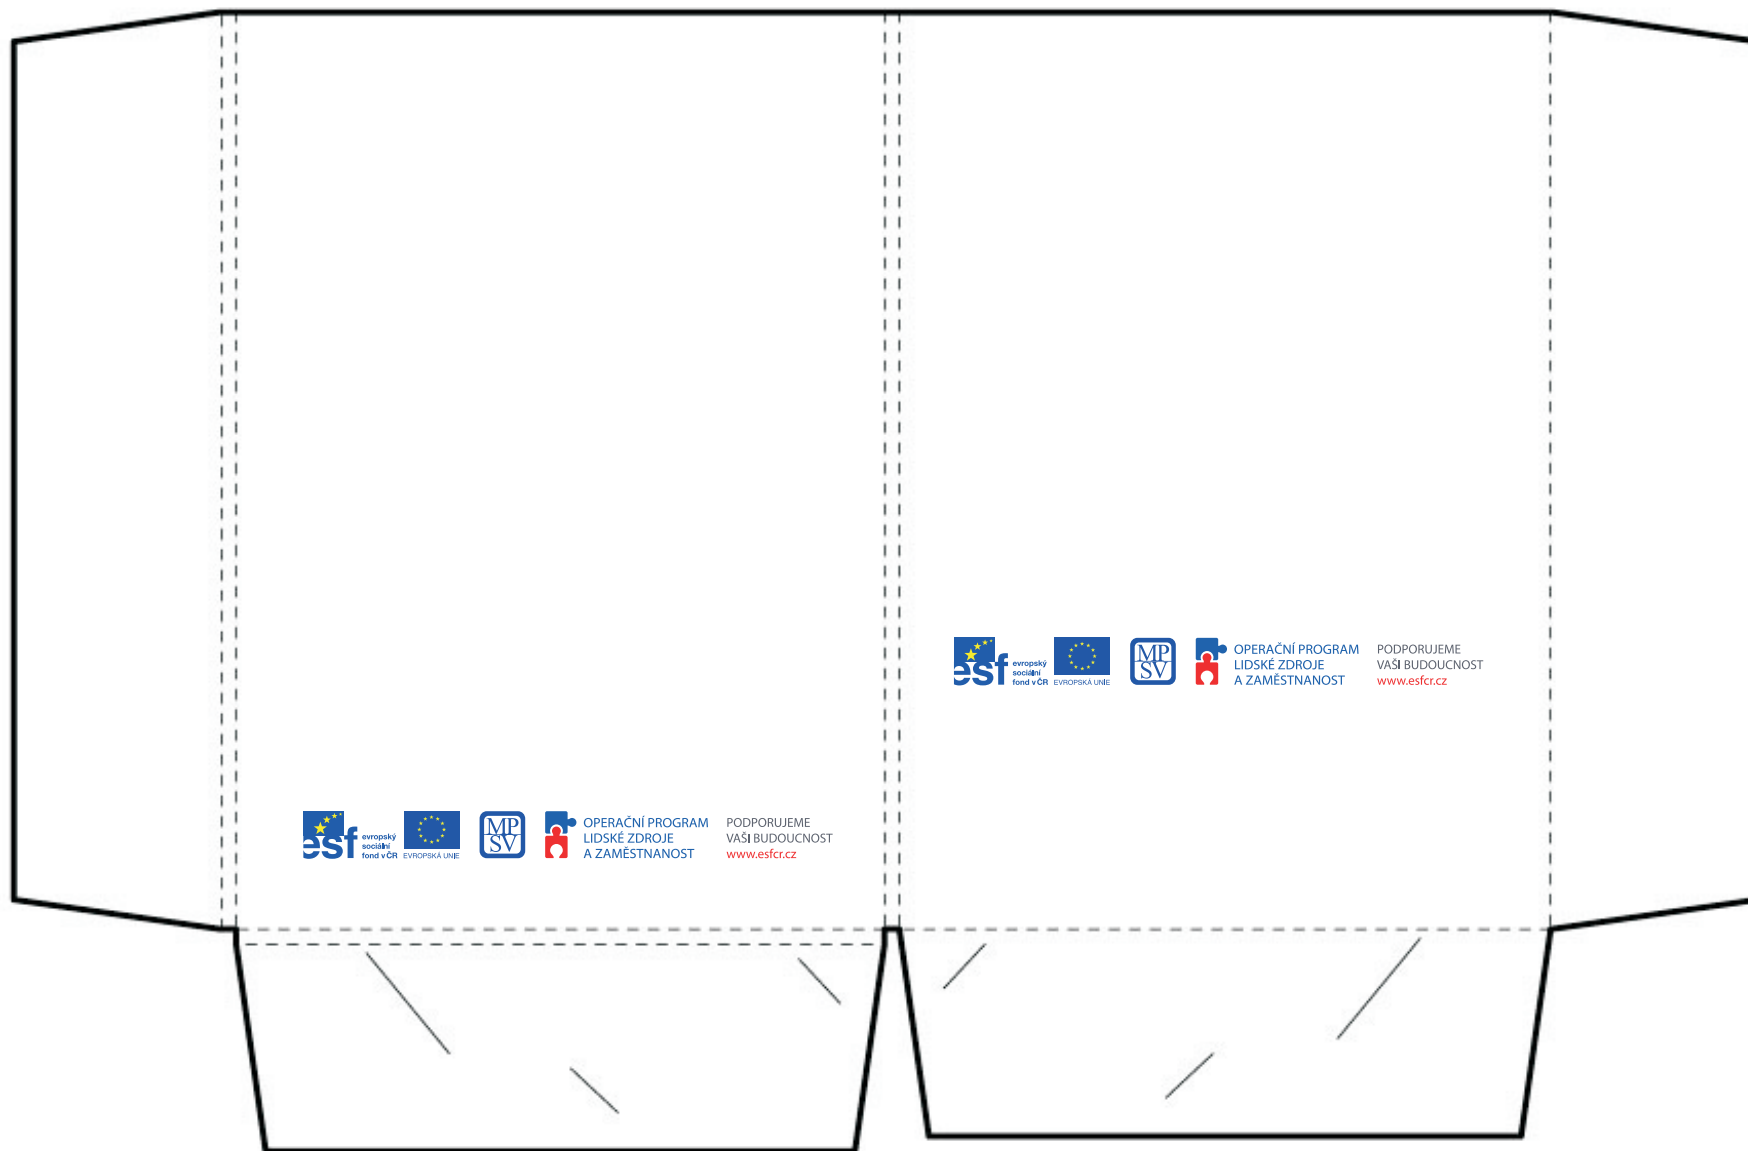 esf
evropský
sociální
fond v ČR
EVROPSKÁ UNIE
MP
SV
OPERAČNÍ PROGRAM
LIDSKÉ ZDROJE
A ZAMĚSTNANOST
PODPORUJEME
VAŠI BUDOUCNOST
www.esfcr.cz
esf
evropský
sociální
fond v ČR
EVROPSKÁ UNIE
MP
SV
OPERAČNÍ PROGRAM
LIDSKÉ ZDROJE
A ZAMĚSTNANOST
PODPORUJEME
VAŠI BUDOUCNOST
www.esfcr.cz